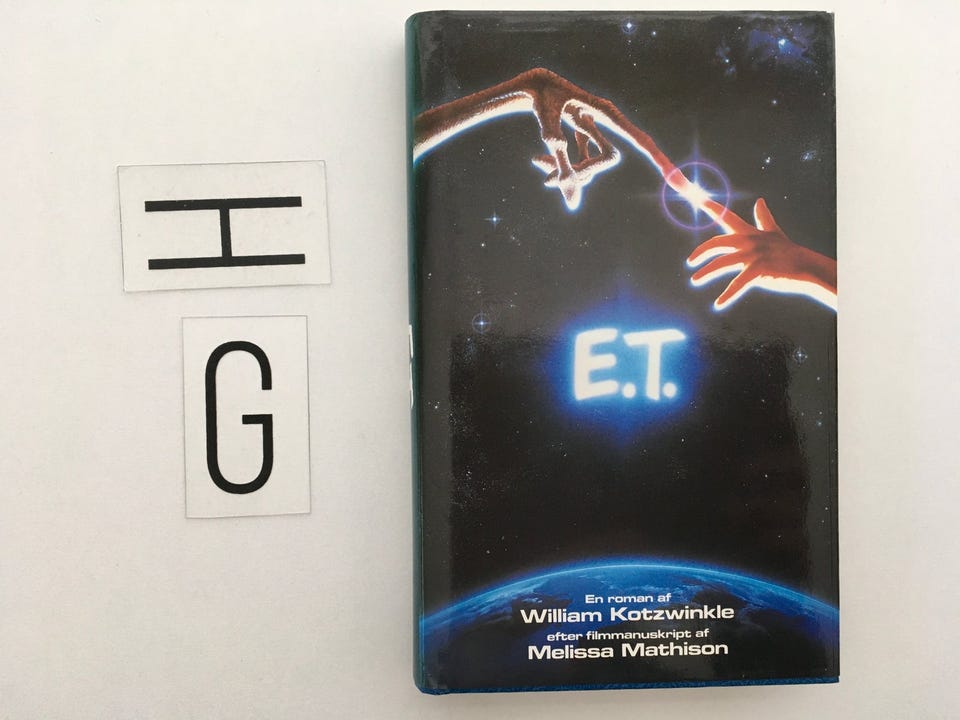 H
G
E.T.
En roman af
William Kotzwinkle
efter filmmanuskript af
Melissa Mathison